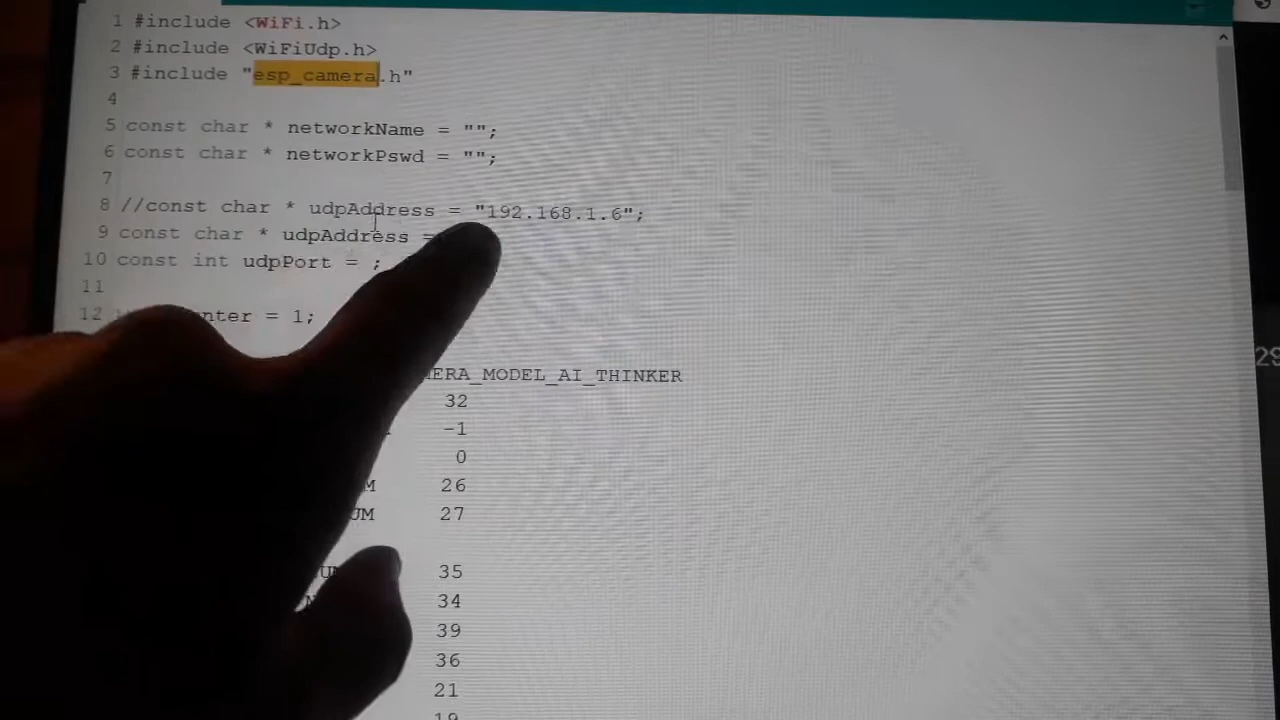 1 #include <WiFi.h>
2 #include <WiFiUdp.h>
3 #include "esp_camera.h"
4
5 const char * networkName = "";
6 const char * networkPswd = "";
7
8 //const char * udpAddress = "192.168.1.6";
9 const char * udpAddress =
10 const int udpPort = ;
11
12 = 1;
ERA_MODEL_AI_THINKER
32
-1
0
26
27
35
34
39
36
21
19
29